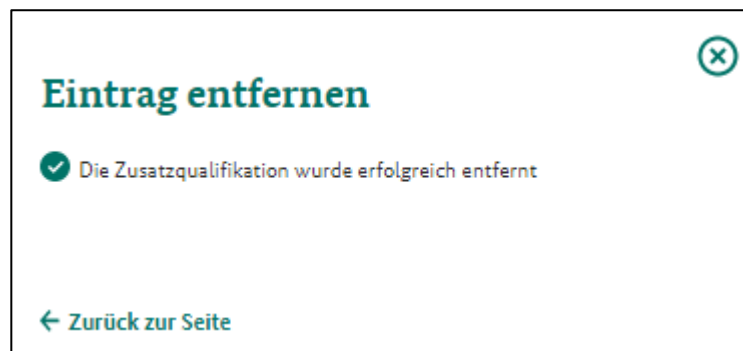 Eintrag entfernen
Die Zusatzqualifikation wurde erfolgreich entfernt
← Zurück zur Seite